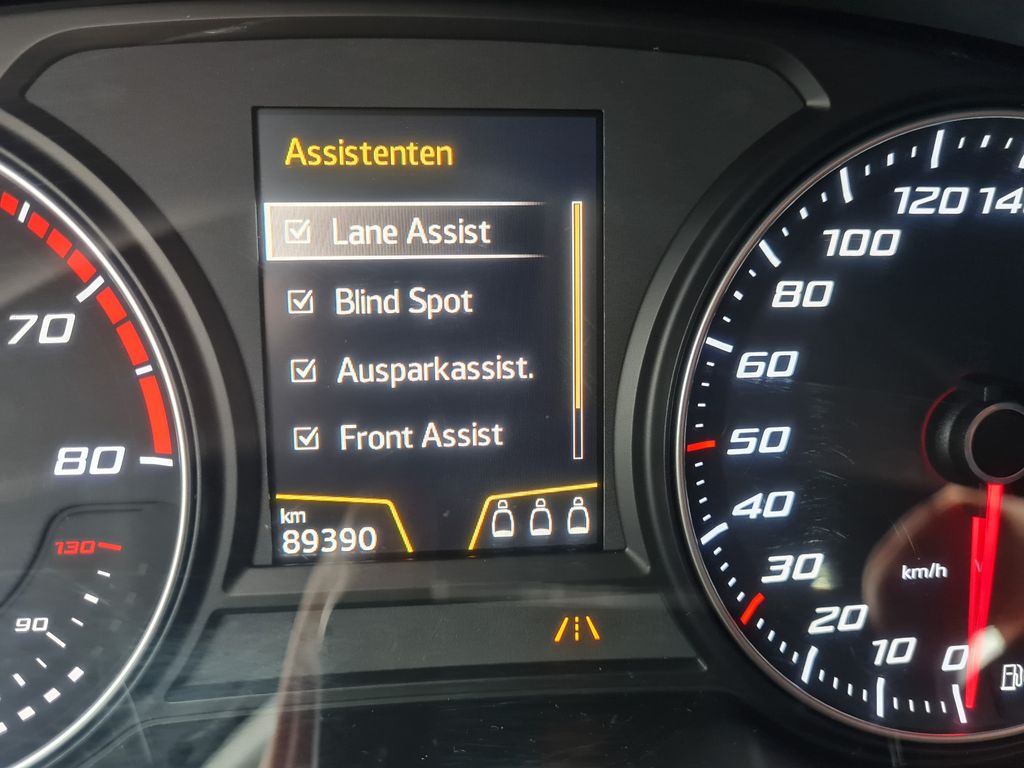 Assistenten
Lane Assist
Blind Spot
Ausparkassist.
Front Assist
km
89390
70
80
130
90
120
100
80
60
50
40
30
20
10
0
km/h